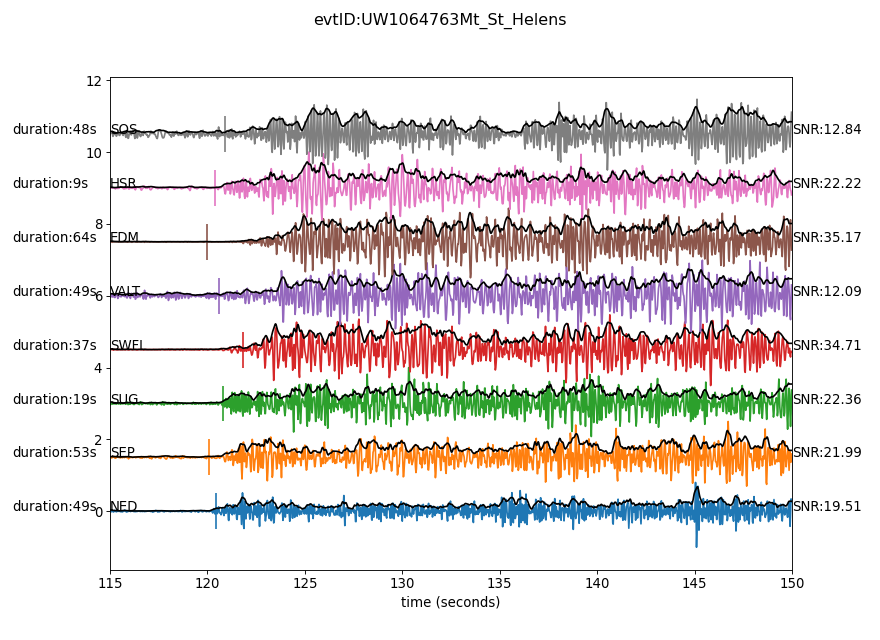 evtID:UW1064763Mt_St_Helens
12
duration:48s SOS SNR:12.84
10
duration:9s HSR SNR:22.22
8
duration:64s EDM SNR:35.17
duration:49s VALT SNR:12.09
6
duration:37s SWFL SNR:34.71
4
duration:19s SUG SNR:22.36
2
duration:53s SEP SNR:21.99
duration:49s NED SNR:19.51
0
115 120 125 130 135 140 145 150
time (seconds)